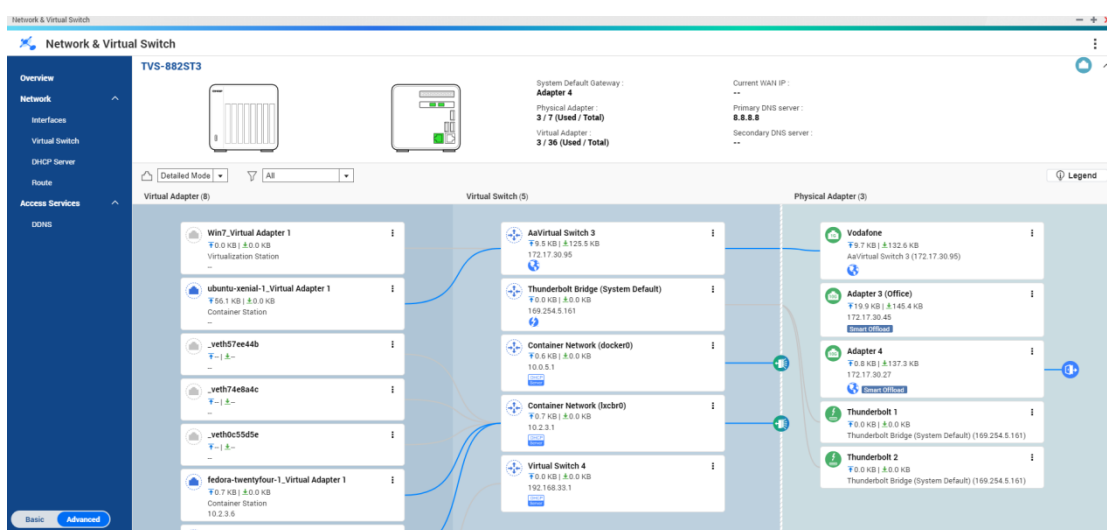 Network & Virtual Switch
Network & Virtual Switch
Overview
Network
Interfaces
Virtual Switch
DHCP Server
Route
Access Services
DDNS
Basic
Advanced
TVS-882ST3
System Default Gateway :
Adapter 4
Physical Adapter :
3 / 7 (Used / Total)
Virtual Adapter :
3 / 36 (Used / Total)
Current WAN IP :
--
Primary DNS server :
8.8.8.8
Secondary DNS server :
--
Detailed Mode
All
Legend
Virtual Adapter (8)
Win7_Virtual Adapter 1
0.0 KB | 0.0 KB
Virtualization Station
--
ubuntu-xenial-1_Virtual Adapter 1
56.1 KB | 0.0 KB
Container Station
--
_veth57ee44b
-- | --
--
_veth74e8a4c
-- | --
--
_veth0c55d5e
-- | --
--
fedora-twentyfour-1_Virtual Adapter 1
0.7 KB | 0.0 KB
Container Station
10.2.3.6
Virtual Switch (5)
AaVirtual Switch 3
9.5 KB | 125.5 KB
172.17.30.95
Thunderbolt Bridge (System Default)
0.0 KB | 0.0 KB
169.254.5.161
Container Network (docker0)
0.6 KB | 0.0 KB
10.0.5.1
DHCP
Server
Container Network (lxcbr0)
0.7 KB | 0.0 KB
10.2.3.1
DHCP
Server
Virtual Switch 4
0.0 KB | 0.0 KB
192.168.33.1
DHCP
Server
Physical Adapter (3)
Vodafone
9.7 KB | 132.6 KB
AaVirtual Switch 3 (172.17.30.95)
Adapter 3 (Office)
19.9 KB | 145.4 KB
172.17.30.45
Smart Offload
Adapter 4
0.8 KB | 137.3 KB
172.17.30.27
Smart Offload
Thunderbolt 1
0.0 KB | 0.0 KB
Thunderbolt Bridge (System Default) (169.254.5.161)
Thunderbolt 2
0.0 KB | 0.0 KB
Thunderbolt Bridge (System Default) (169.254.5.161)